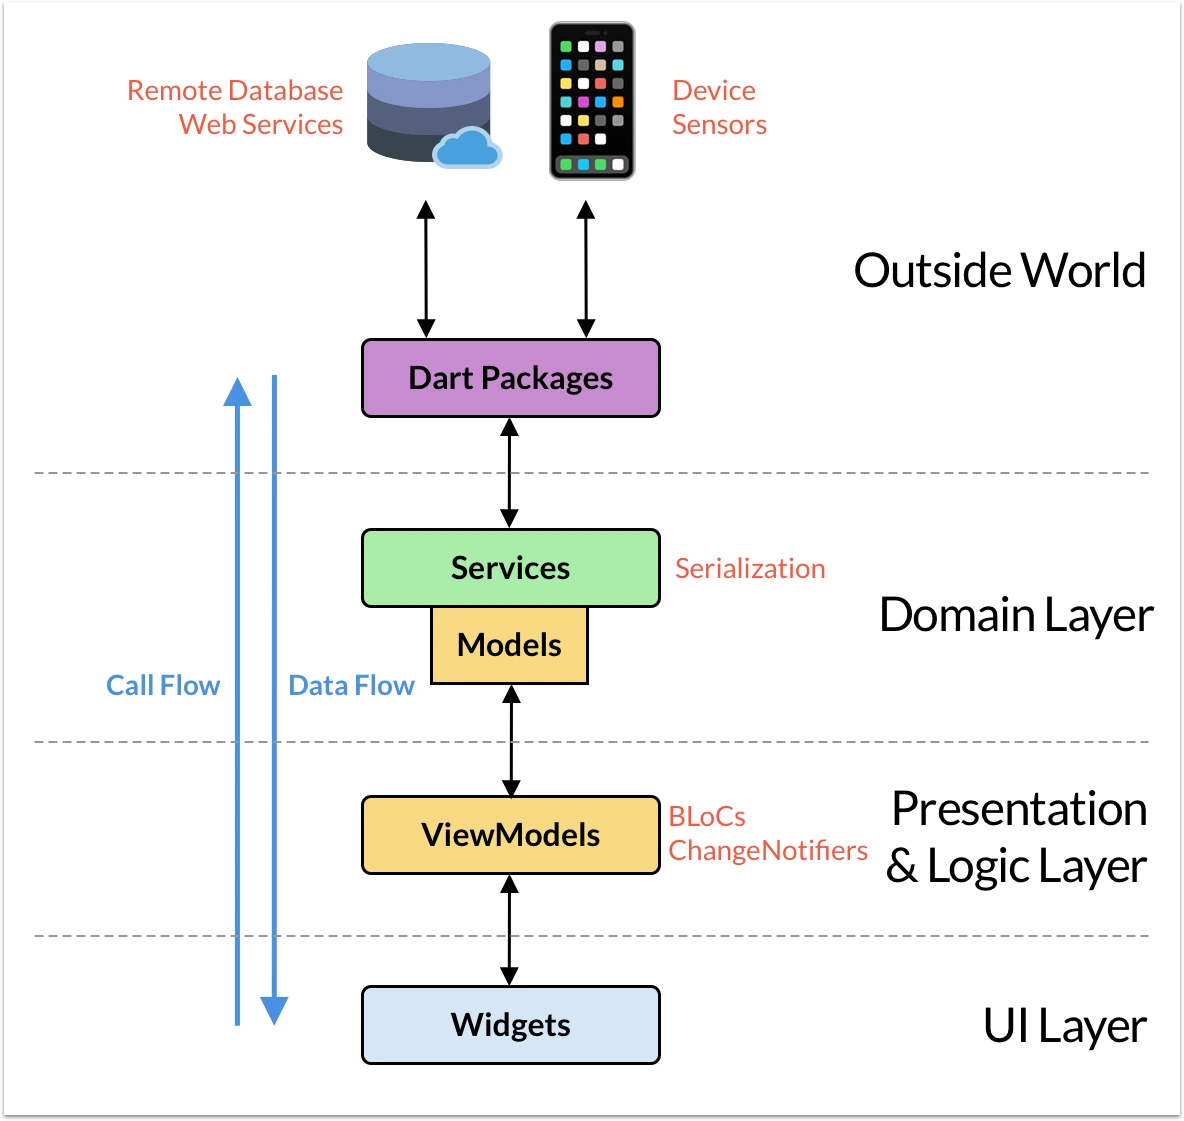 Remote Database
Web Services
Device
Sensors
Outside World
Dart Packages
Services
Serialization
Domain Layer
Models
Call Flow
Data Flow
Presentation
& Logic Layer
ViewModels
BLoCs
ChangeNotifiers
Widgets
UI Layer